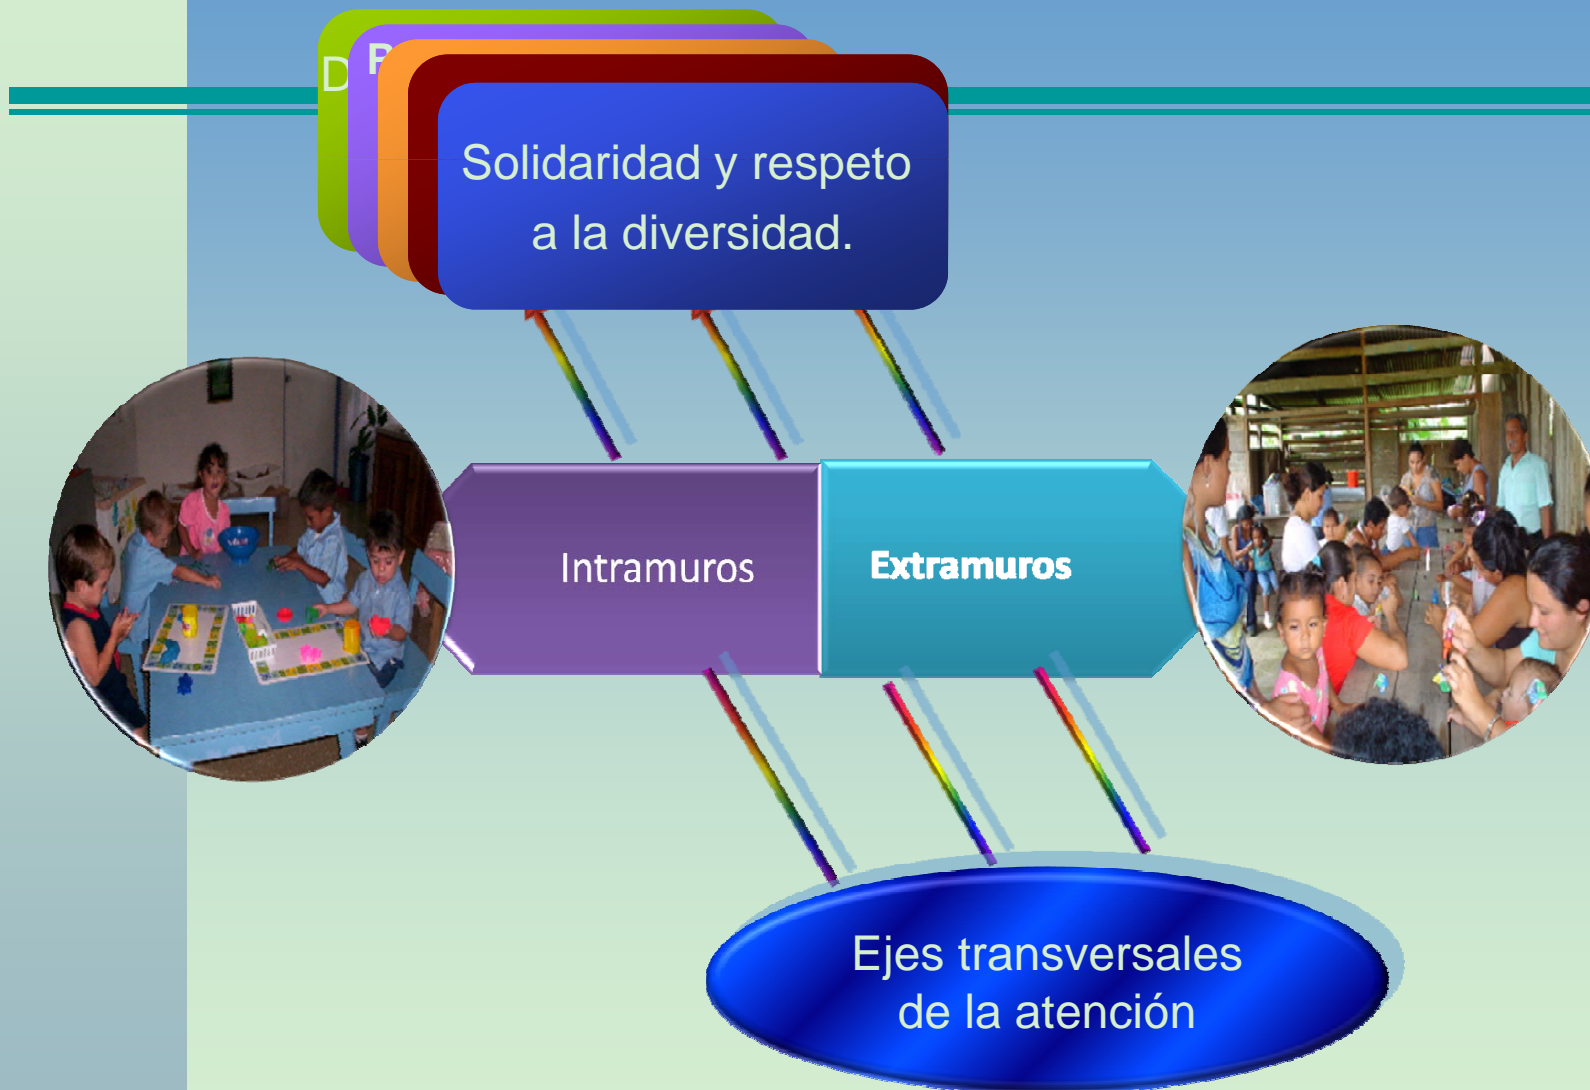 D
P
Solidaridad y respeto
a la diversidad.
Intramuros
Extramuros
Ejes transversales
de la atención